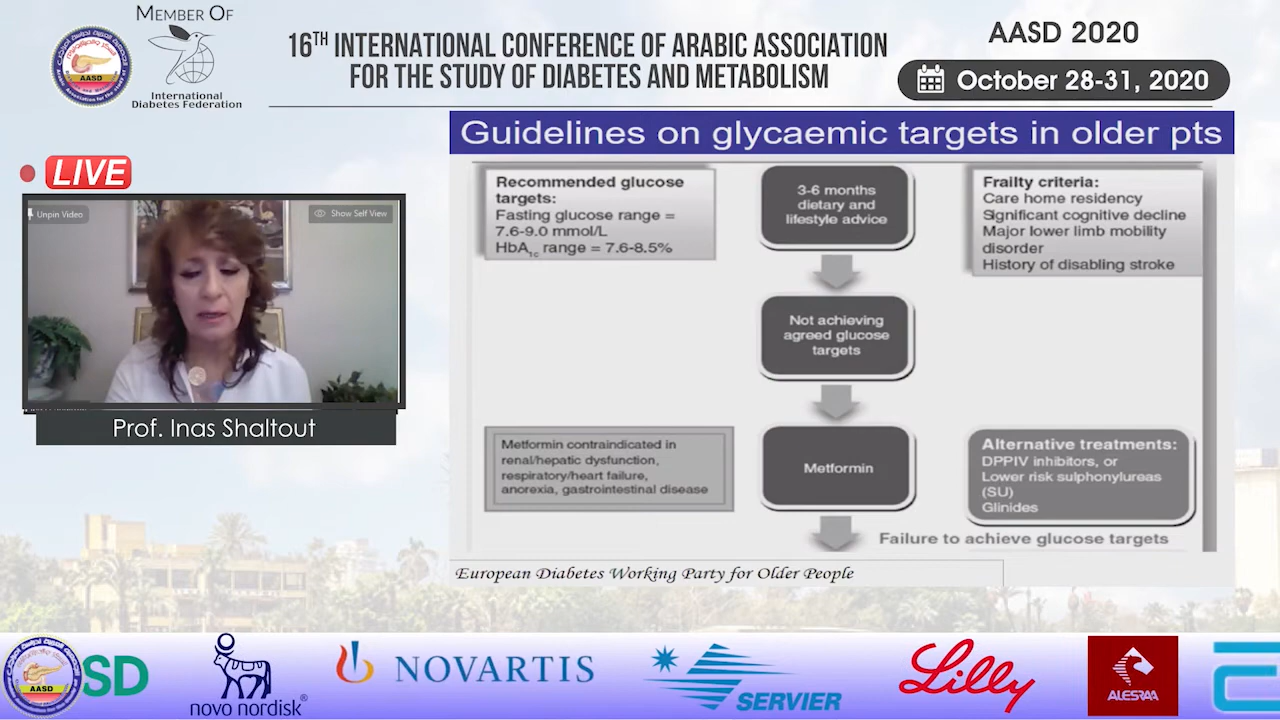 MEMBER OF
AASD
International
Diabetes Federation
16TH INTERNATIONAL CONFERENCE OF ARABIC ASSOCIATION
FOR THE STUDY OF DIABETES AND METABOLISM
AASD 2020
October 28-31, 2020
LIVE
Unpin Video
Show Self View
Prof. Inas Shaltout
Guidelines on glycaemic targets in older pts
Recommended glucose
targets:
Fasting glucose range =
7.6-9.0 mmol/L
HbA1c range = 7.6-8.5%
3-6 months
dietary and
lifestyle advice
Frailty criteria:
Care home residency
Significant cognitive decline
Major lower limb mobility
disorder
History of disabling stroke
Not achieving
agreed glucose
targets
Metformin contraindicated in
renal/hepatic dysfunction,
respiratory/heart failure,
anorexia, gastrointestinal disease
Metformin
Alternative treatments:
DPPIV inhibitors, or
Lower risk sulphonylureas
(SU)
Glinides
Failure to achieve glucose targets
European Diabetes Working Party for Older People
AASD
SD
novo nordisk®
NOVARTIS
SERVIER
Lilly
ALESRAA